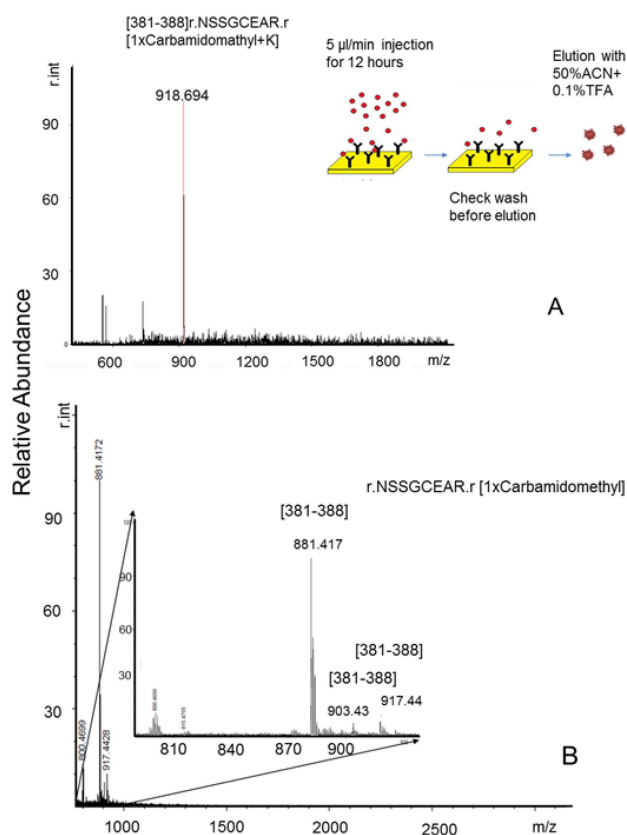 [381-388]r.NSSGCEAR.r
[1xCarbamidomathyl+K]
r.int
918.694
90
60
30
0
600
900
1200
1500
1800
m/z
5 µl/min injection
for 12 hours
Check wash
before elution
Elution with
50%ACN+
0.1%TFA
A
Relative Abundance
r.int
881.4172
90
60
30
800.4699
917.4428
1000
2000
2500
m/z
r.NSSGCEAR.r [1xCarbamidomethyl]
[381-388]
881.417
[381-388]
[381-388]
903.43
917.44
90
60
30
810
840
870
900
B